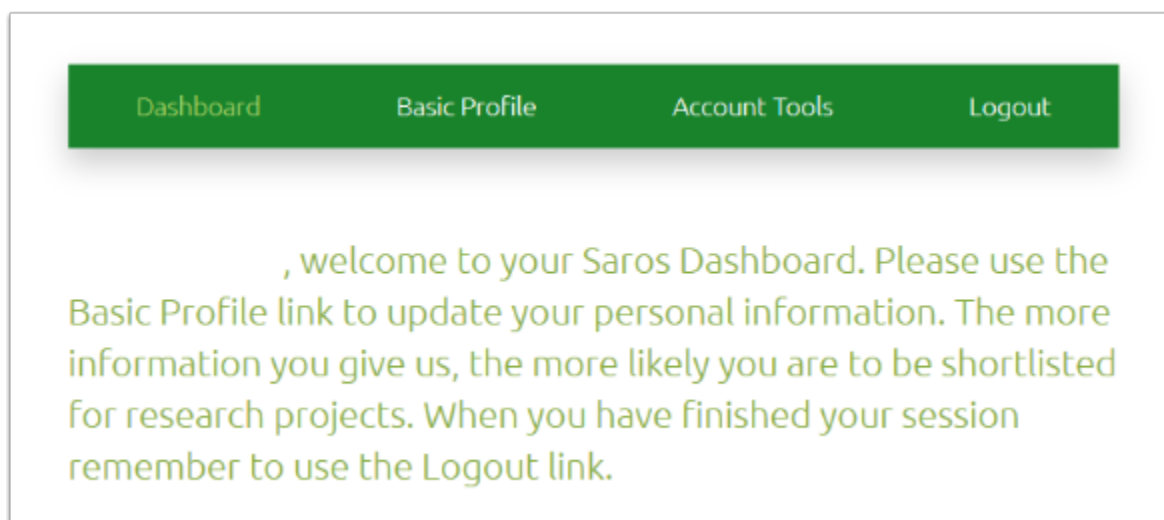 Dashboard Basic Profile Account Tools Logout
, welcome to your Saros Dashboard. Please use the
Basic Profile link to update your personal information. The more
information you give us, the more likely you are to be shortlisted
for research projects. When you have finished your session
remember to use the Logout link.